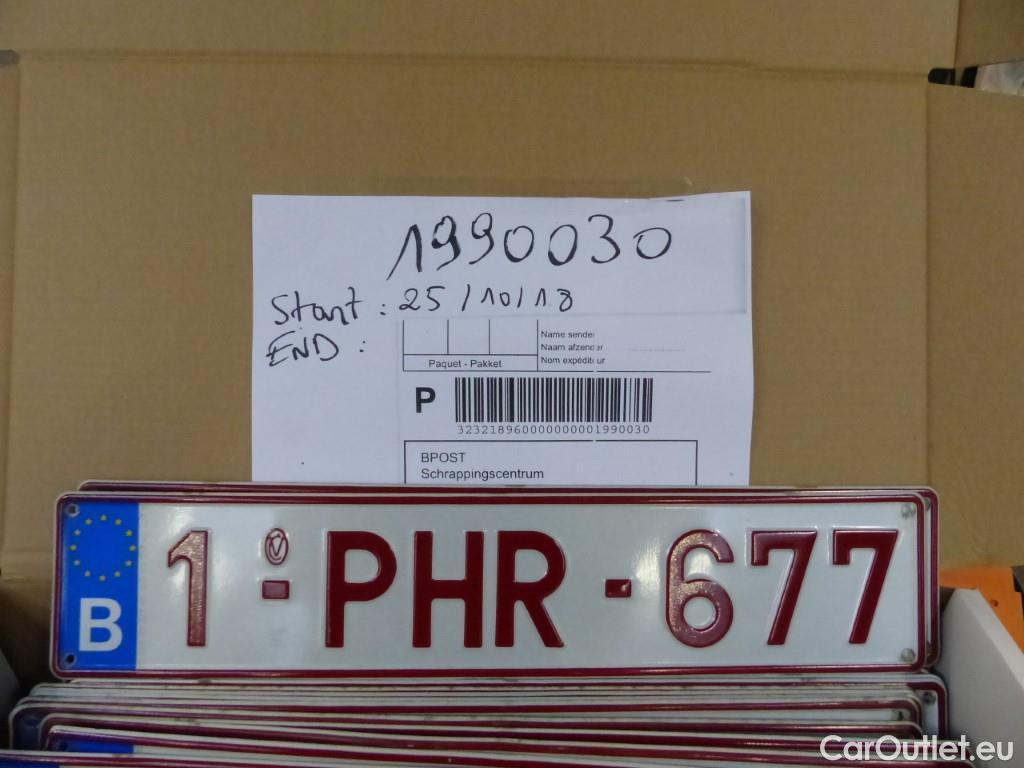 1990030
Start: 25/10/18
END:
Name sender
Naam afzender
Paquet - Pakket
Nom expéditeur
P
323218960000000001990030
BPOST
Schrappingscentrum
B 1-PHR-677
CarOutlet.eu